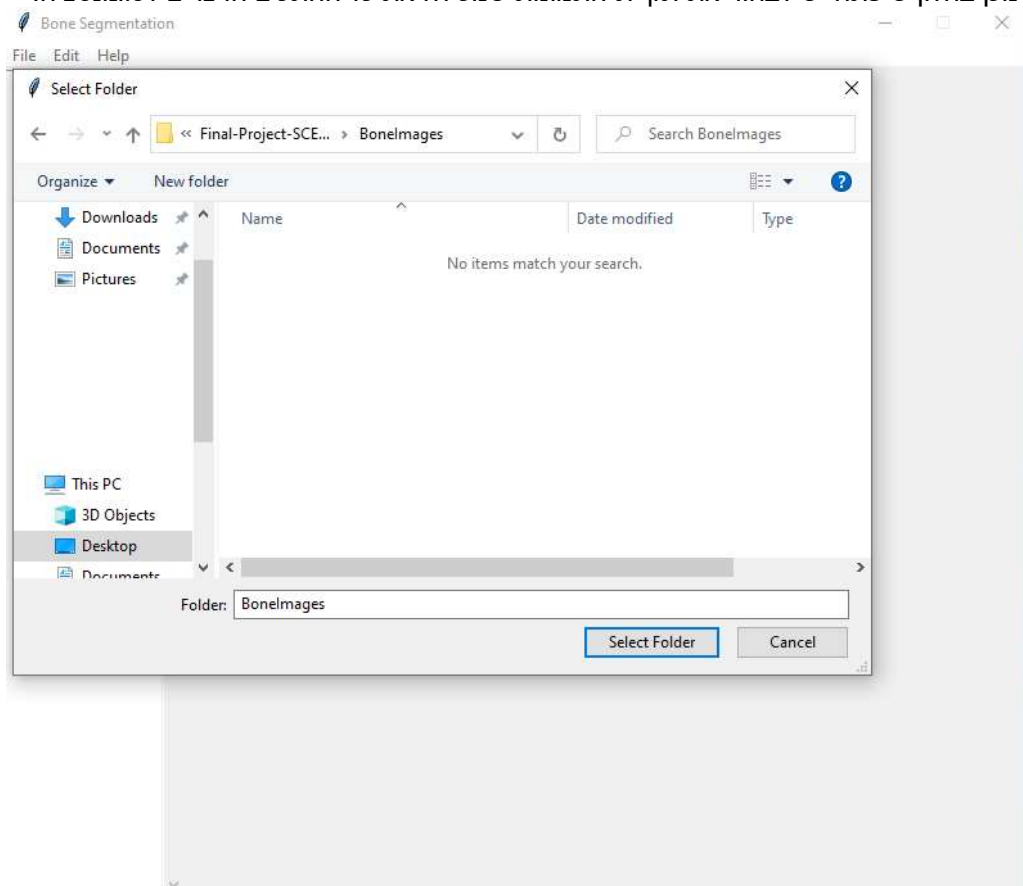 Bone Segmentation
File Edit Help
Select Folder
« Final-Project-SCE... › BoneImages
Search BoneImages
Organize New folder
Name Date modified Type
Downloads
Documents
Pictures
No items match your search.
This PC
3D Objects
Desktop
Documents
Folder: BoneImages
Select Folder Cancel